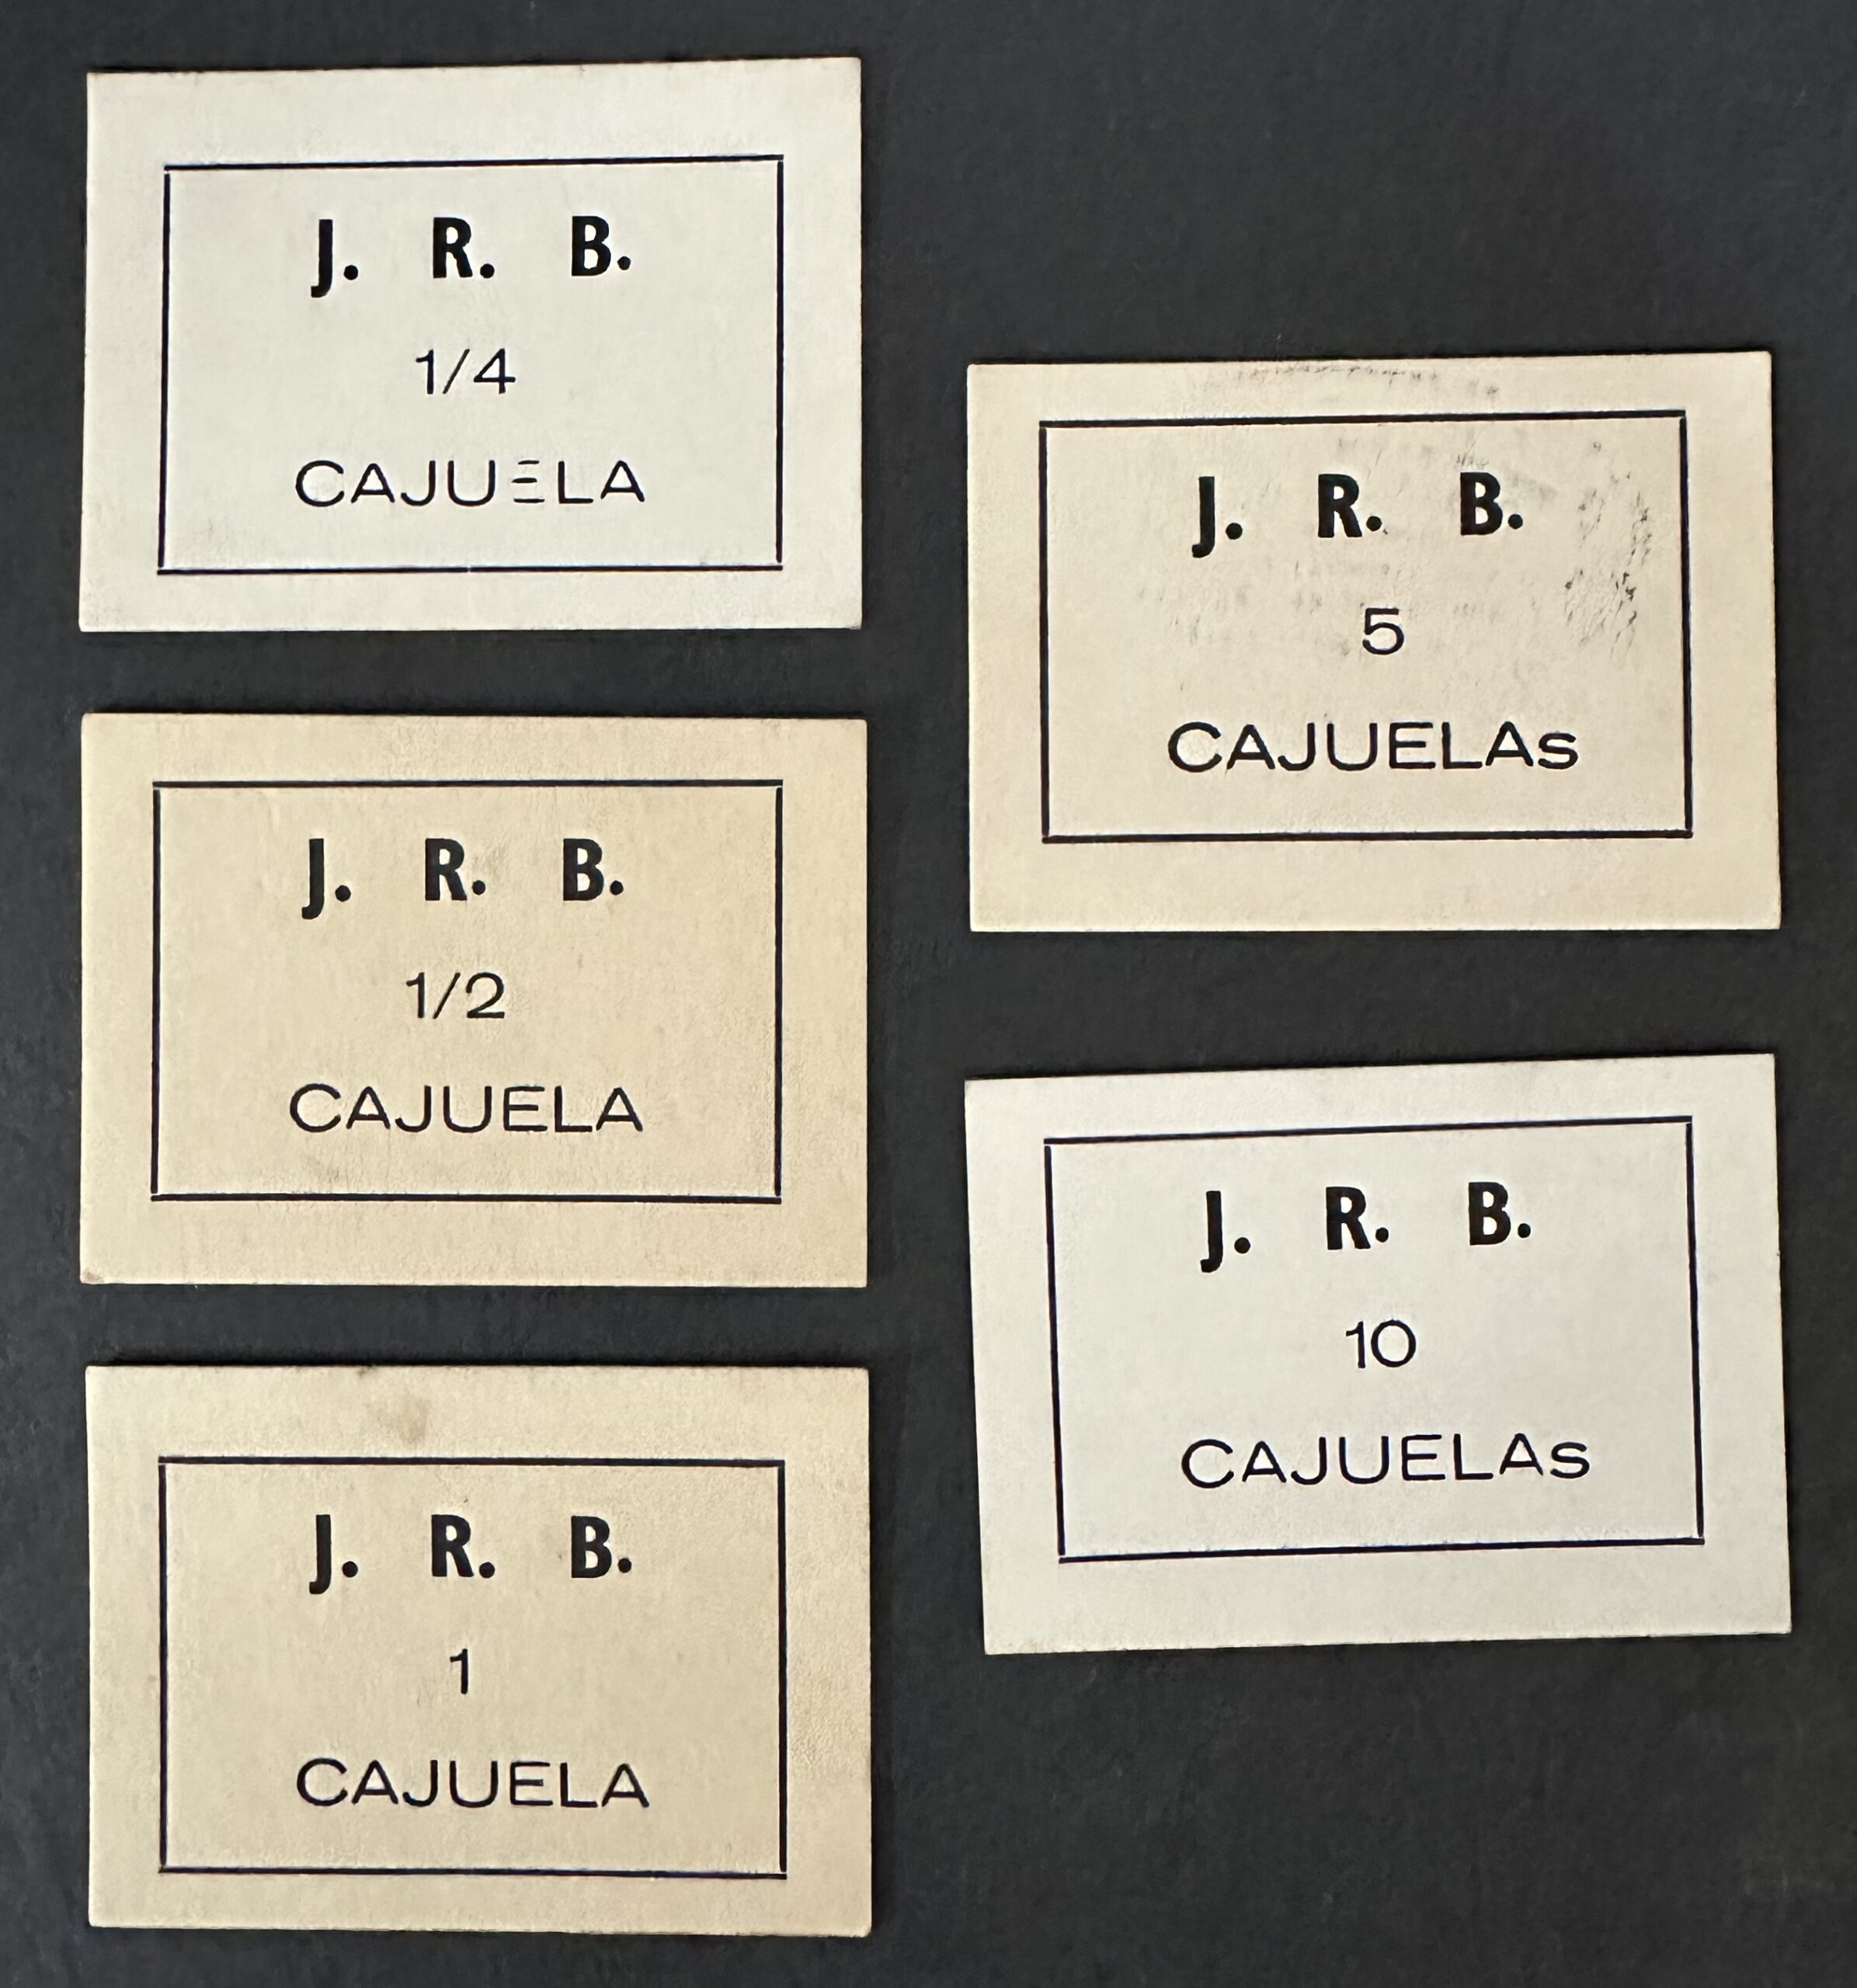 J. R. B.
1/4
CAJUELA
J. R. B.
1/2
CAJUELA
J. R. B.
1
CAJUELA
J. R. B.
5
CAJUELAs
J. R. B.
10
CAJUELAs